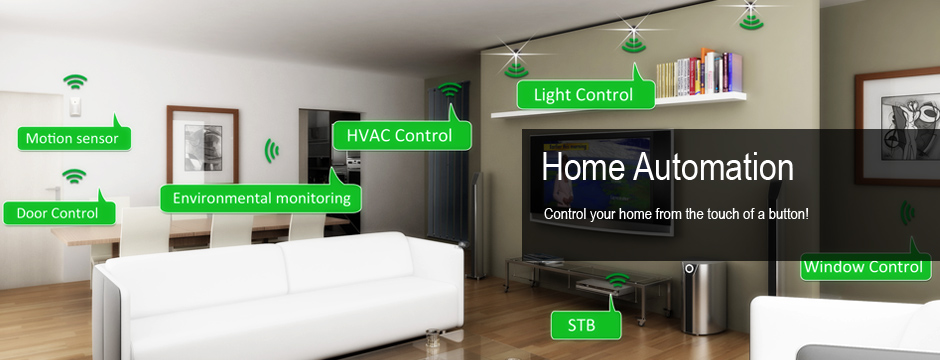 Light Control
Motion sensor
HVAC Control
Home Automation
Environmental monitoring
Door Control
Control your home from the touch of a button!
Window Control
STB